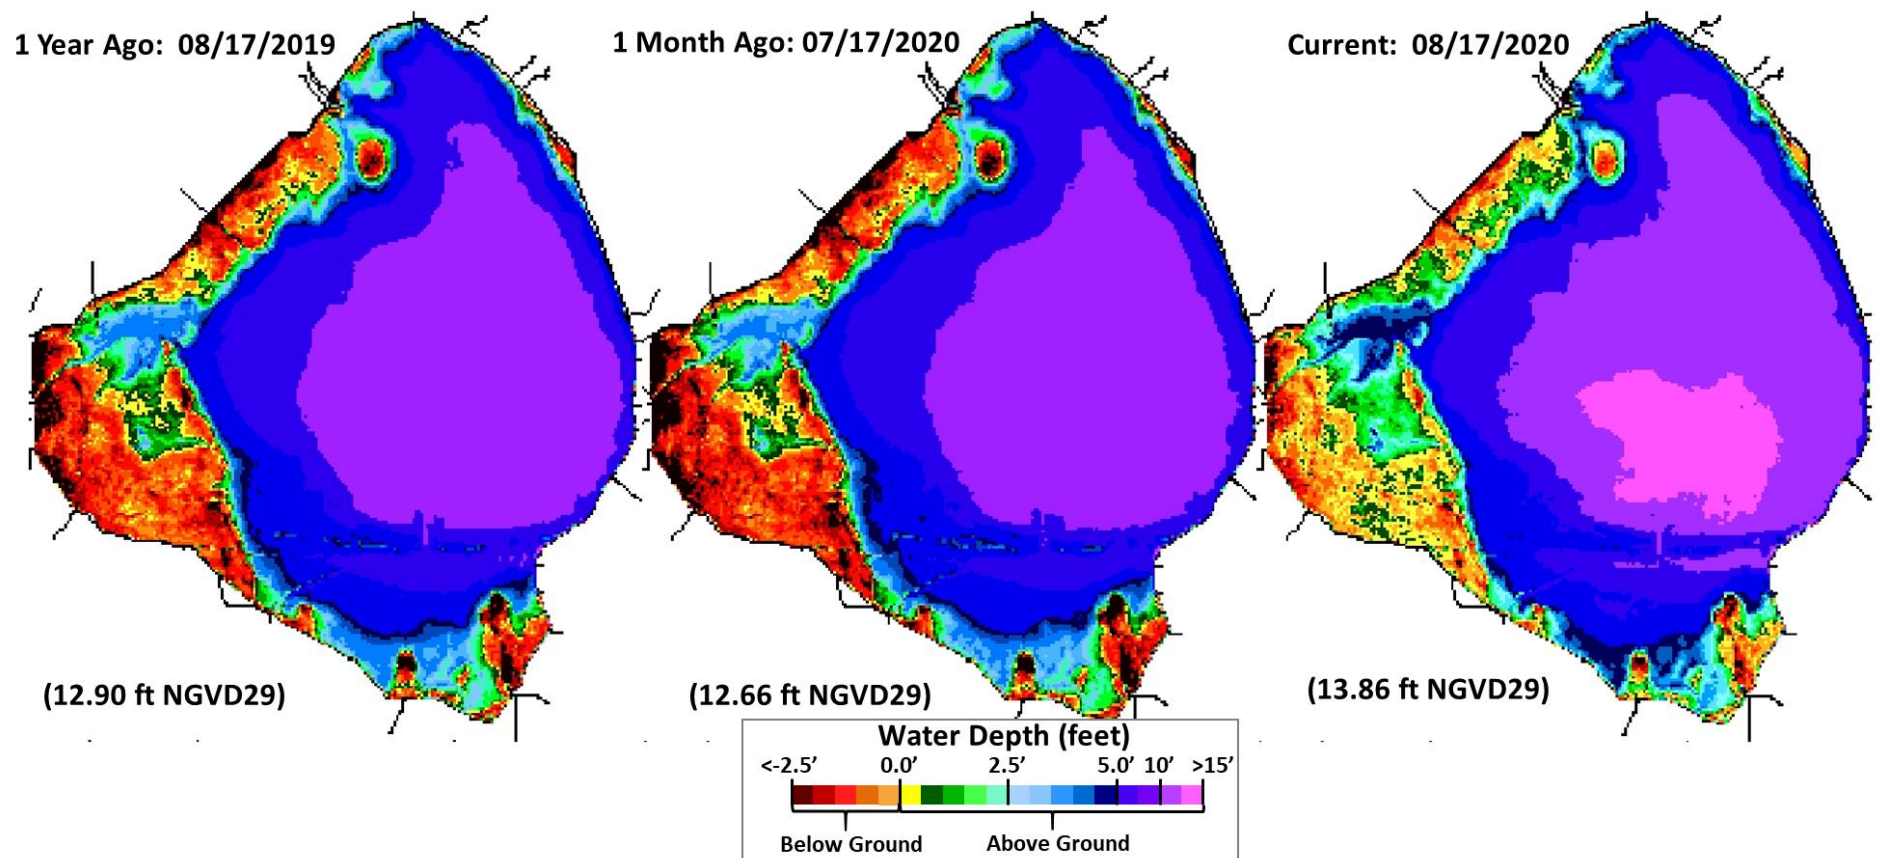 1 Year Ago: 08/17/2019
1 Month Ago: 07/17/2020
Current: 08/17/2020
(12.90 ft NGVD29)
(12.66 ft NGVD29)
(13.86 ft NGVD29)
Water Depth (feet)
<-2.5’ 0.0’ 2.5’ 5.0’ 10’ >15’
Below Ground Above Ground